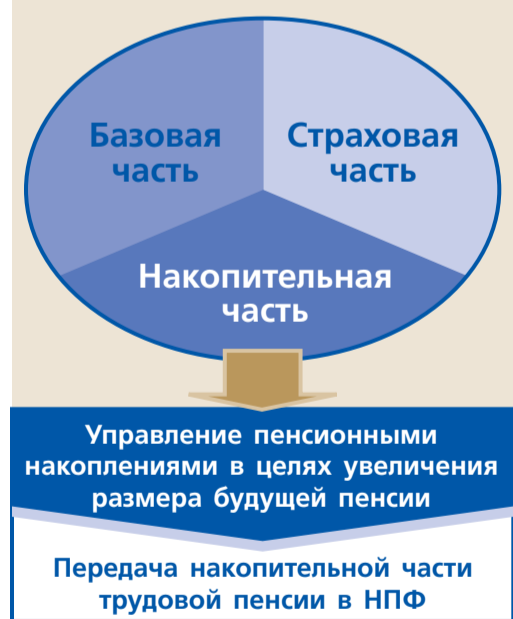 Базовая
часть
Страховая
часть
Накопительная
часть
Управление пенсионными
накоплениями в целях увеличения
размера будущей пенсии
Передача накопительной части
трудовой пенсии в НПФ